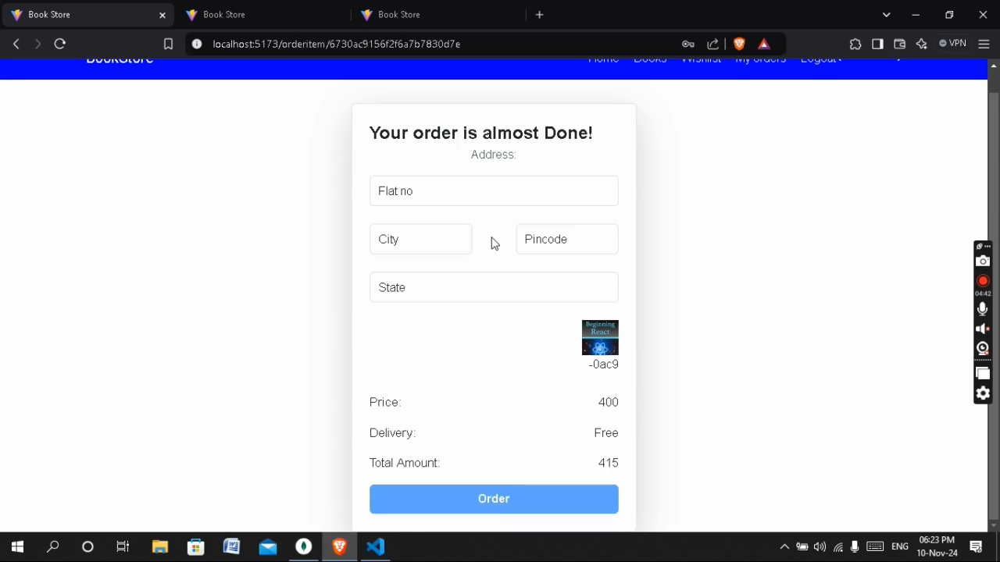 Book Store
Book Store
Book Store
localhost:5173/orderitem/6730ac9156f2f6a7b7830d7e
VPN
BookStore
Home Books Wishlist My orders Logout
Your order is almost Done!
Address:
Flat no
City
Pincode
State
Beginning
React
-0ac9
Price: 400
Delivery: Free
Total Amount: 415
Order
04:42
ENG
06:23 PM
10-Nov-24